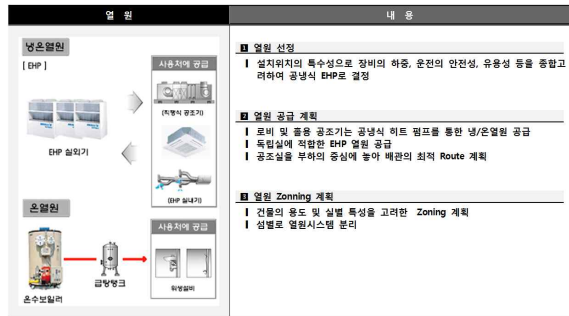 열 원
내 용
냉온열원
[ EHP ]
사용처에 공급
(직팽식 공조기)
EHP 실외기
(EHP 실내기)
온열원
사용처에 공급
급탕탱크
위생설비
온수보일러
1 열원 선정
설치위치의 특수성으로 장비의 하중, 운전의 안전성, 유용성 등을 종합고
려하여 공냉식 EHP로 결정
2 열원 공급 계획
로비 및 홀용 공조기는 공냉식 히트 펌프를 통한 냉/온열원 공급
독립실에 적합한 EHP 열원 공급
공조실을 부하의 중심에 놓아 배관의 최적 Route 계획
3 열원 Zonning 계획
건물의 용도 및 실별 특성을 고려한 Zoning 계획
섬별로 열원시스템 분리